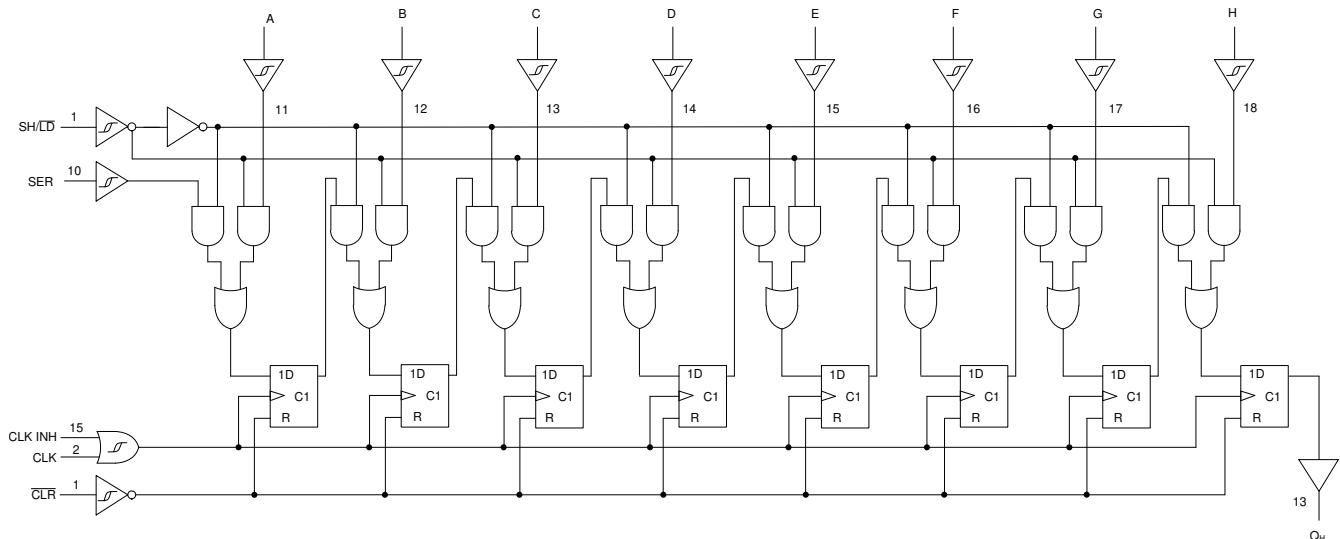 A B C D E F G H
11 12 13 14 15 16 17 18
SH/LD 1
SER 10
1D 1D 1D 1D 1D 1D 1D 1D
C1 C1 C1 C1 C1 C1 C1 C1
R R R R R R R R
CLK INH 15
CLK 2
CLR 1
13
QH